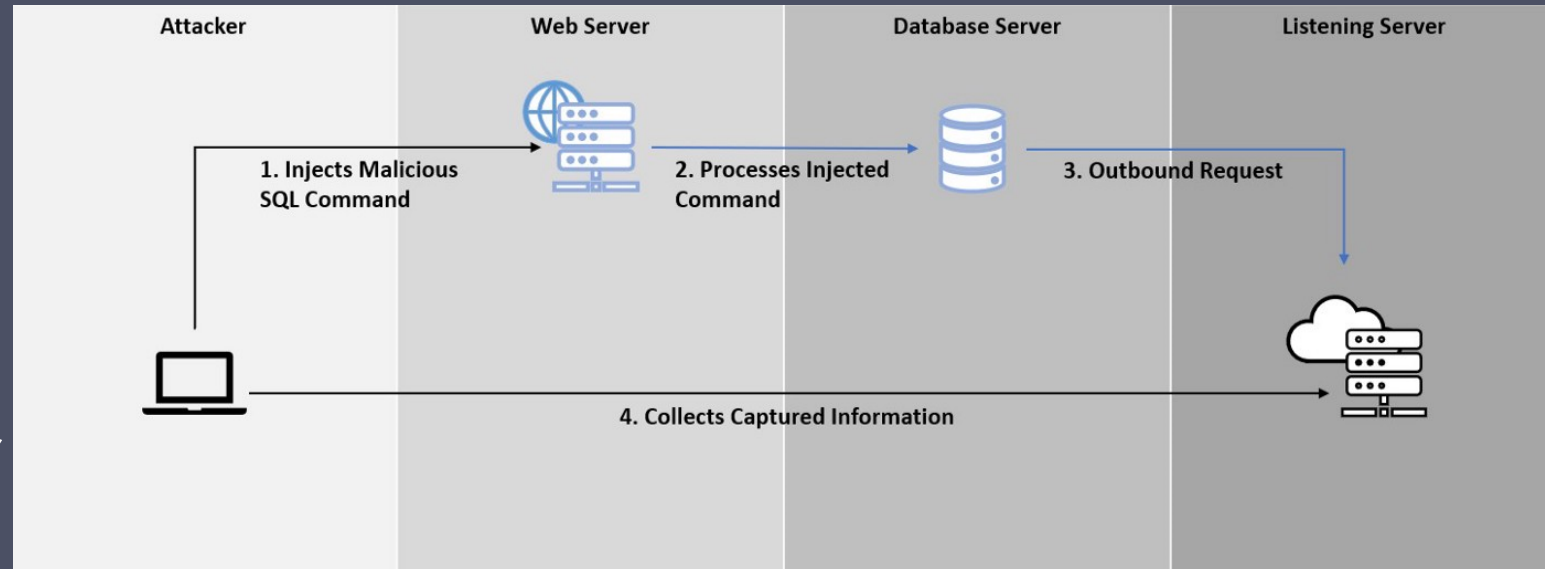 Attacker
Web Server
Database Server
Listening Server
1. Injects Malicious
SQL Command
2. Processes Injected
Command
3. Outbound Request
4. Collects Captured Information